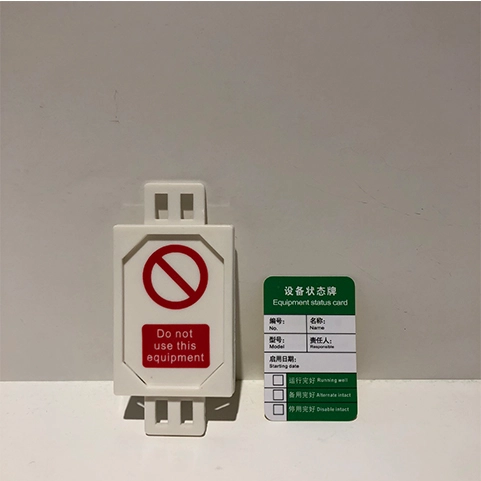 Do not
use this
equipment
设备状态牌
Equipment status card
编号： 名称：
No. Name
型号： 责任人：
Model Responsible
启用日期：
Starting date
运行完好 Running well
备用完好 Alternate intact
停用完好 Disable intact